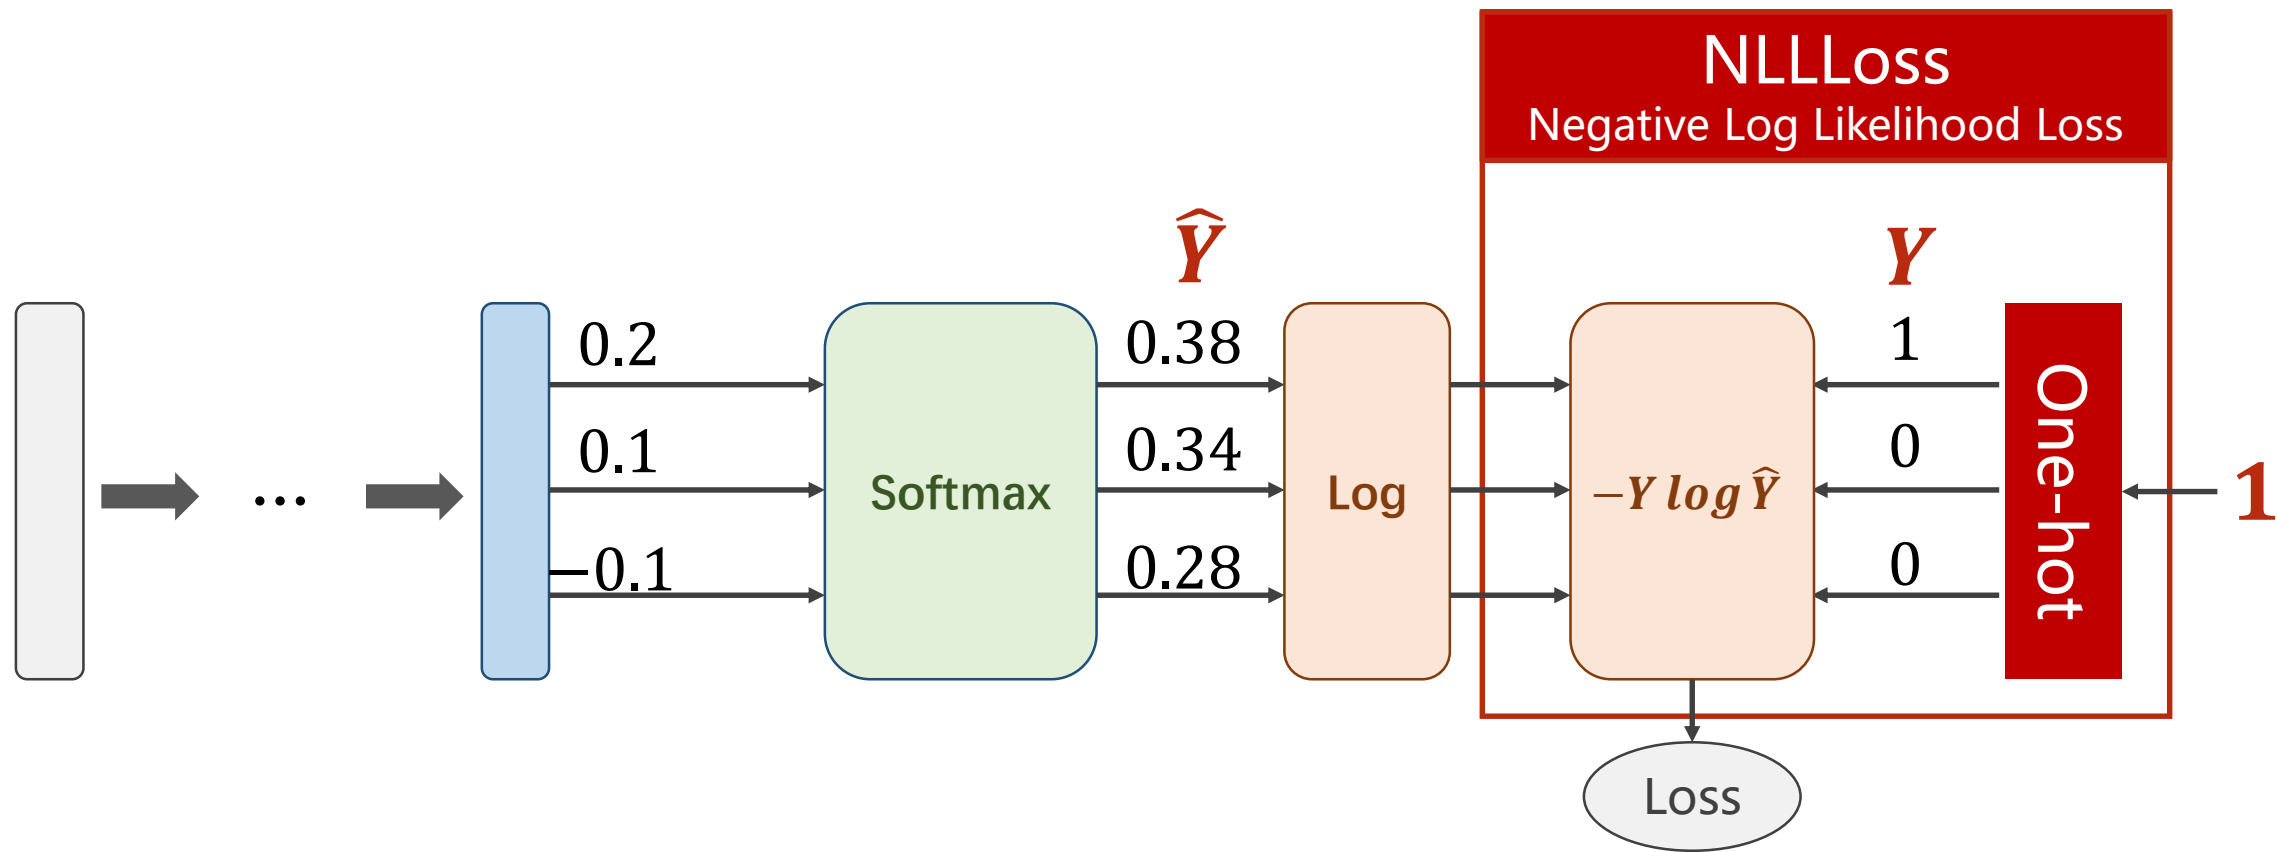 NLLLoss
Negative Log Likelihood Loss
Ŷ
Y
0.2
0.38
1
0.1
0.34
0
−0.1
0.28
0
...
Softmax
Log
−Y log Ŷ
One-hot
1
Loss